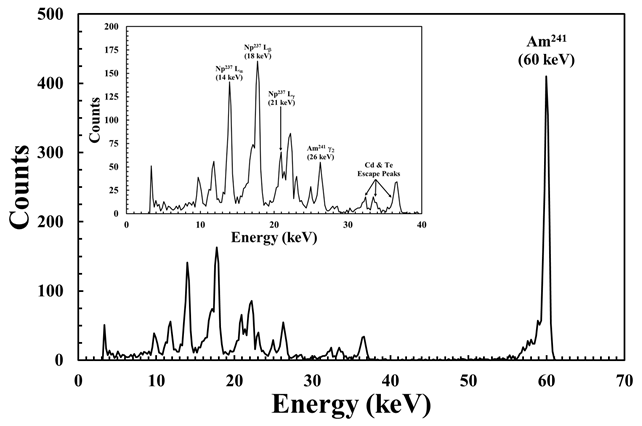 500
400
300
200
100
0
Counts
0 10 20 30 40 50 60 70
Energy (keV)
Am²⁴¹
(60 keV)
200
175
150
125
100
75
50
25
0
Counts
0 10 20 30 40
Energy (keV)
Np²³⁷ Lα
(14 keV)
Np²³⁷ Lβ
(18 keV)
Np²³⁷ Lγ
(21 keV)
Am²⁴¹ γ₂
(26 keV)
Cd & Te
Escape Peaks